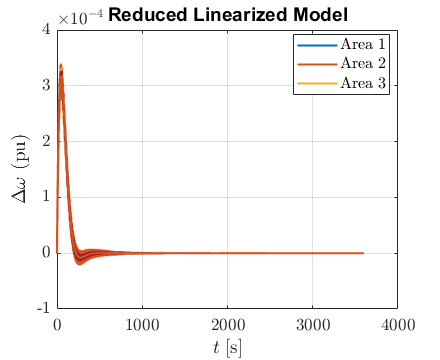 ×10⁻⁴
Reduced Linearized Model
Area 1
Area 2
Area 3
4
3
2
1
0
-1
Δω (pu)
0
1000
2000
3000
4000
t [s]